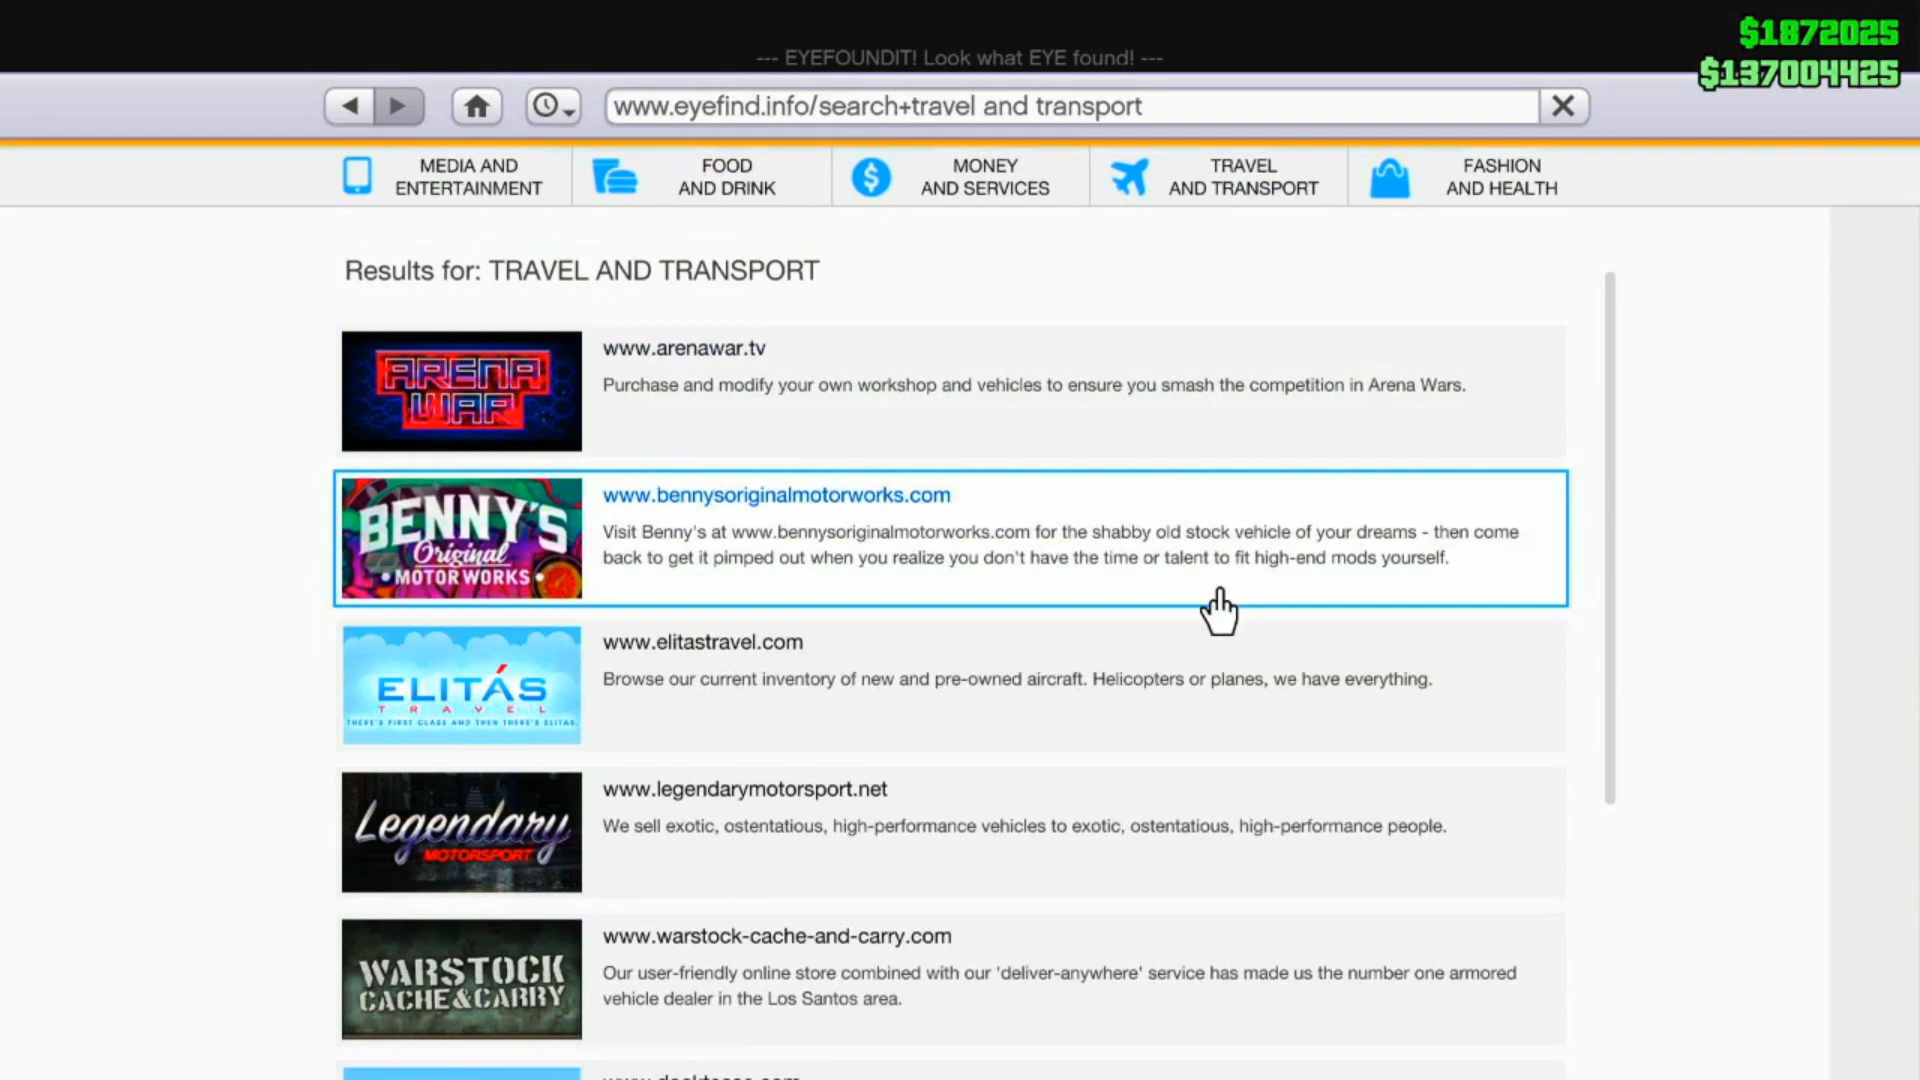 $1872025
--- EYEFOUNDIT! Look what EYE found! ---
$137004425
www.eyefind.info/search+travel and transport
MEDIA AND
ENTERTAINMENT
FOOD
AND DRINK
MONEY
AND SERVICES
TRAVEL
AND TRANSPORT
FASHION
AND HEALTH
Results for: TRAVEL AND TRANSPORT
ARENA
WAR
www.arenawar.tv
Purchase and modify your own workshop and vehicles to ensure you smash the competition in Arena Wars.
BENNY'S
Original
MOTOR WORKS
www.bennysoriginalmotorworks.com
Visit Benny's at www.bennysoriginalmotorworks.com for the shabby old stock vehicle of your dreams - then come
back to get it pimped out when you realize you don't have the time or talent to fit high-end mods yourself.
ELITÁS
TRAVEL
THERE'S FIRST CLASS AND THEN THERE'S ELITAS.
www.elitastravel.com
Browse our current inventory of new and pre-owned aircraft. Helicopters or planes, we have everything.
Legendary
MOTORSPORT
www.legendarymotorsport.net
We sell exotic, ostentatious, high-performance vehicles to exotic, ostentatious, high-performance people.
WARSTOCK
CACHE&CARRY
www.warstock-cache-and-carry.com
Our user-friendly online store combined with our 'deliver-anywhere' service has made us the number one armored
vehicle dealer in the Los Santos area.